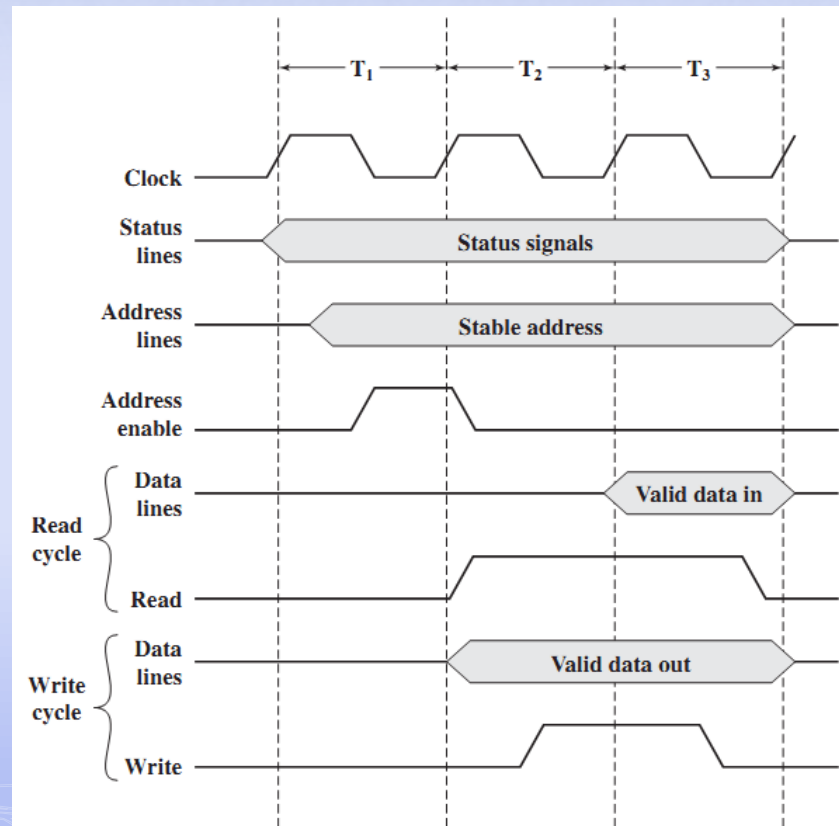 T1 T2 T3
Clock
Status
lines
Status signals
Address
lines
Stable address
Address
enable
Read
cycle
Data
lines
Valid data in
Read
Write
cycle
Data
lines
Valid data out
Write